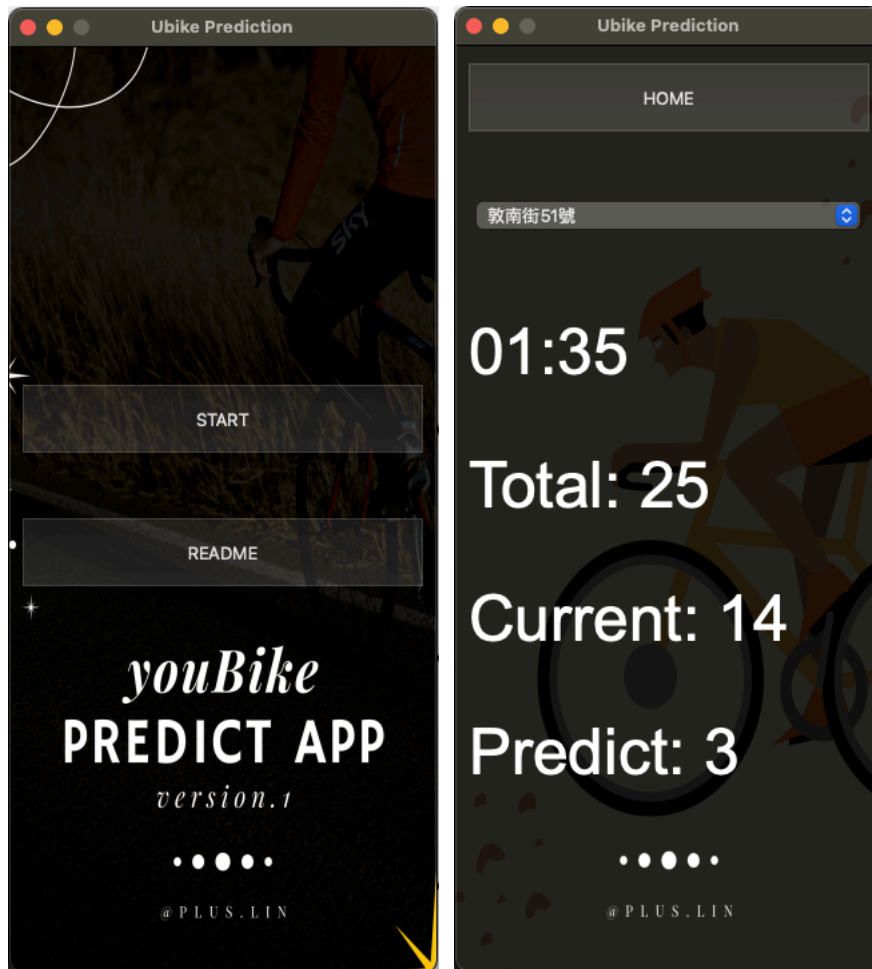 Ubike Prediction
START
README
youBike
PREDICT APP
version.1
@PLUS.LIN
Ubike Prediction
HOME
敦南街51號
01:35
Total: 25
Current: 14
Predict: 3
@PLUS.LIN